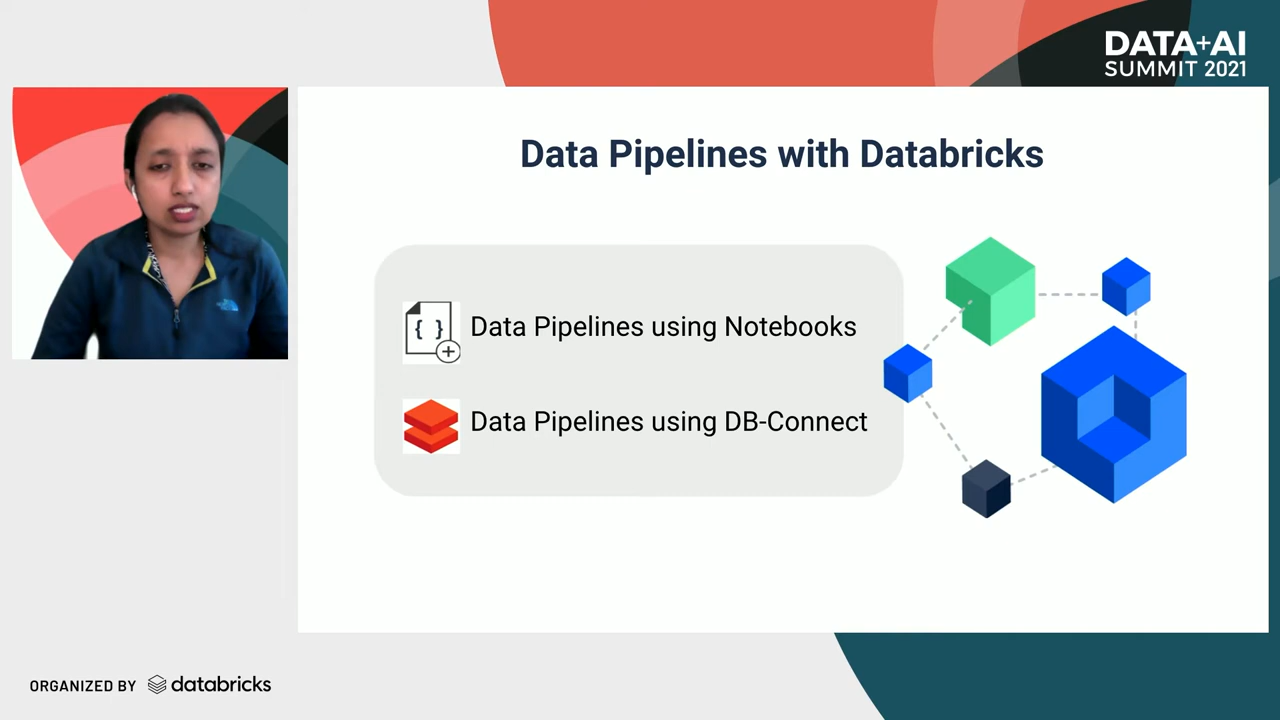 DATA+AI
SUMMIT 2021
Data Pipelines with Databricks
{ }
Data Pipelines using Notebooks
Data Pipelines using DB-Connect
ORGANIZED BY databricks